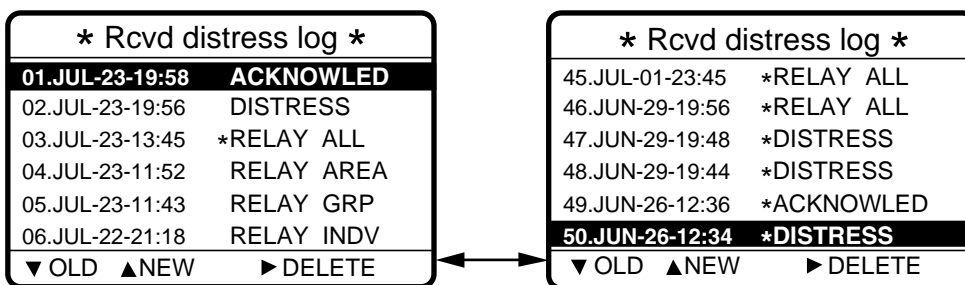 * Rcvd distress log *
01.JUL-23-19:58 ACKNOWLED
02.JUL-23-19:56 DISTRESS
03.JUL-23-13:45 *RELAY ALL
04.JUL-23-11:52 RELAY AREA
05.JUL-23-11:43 RELAY GRP
06.JUL-22-21:18 RELAY INDV
▼ OLD ▲NEW ▶ DELETE
* Rcvd distress log *
45.JUL-01-23:45 *RELAY ALL
46.JUN-29-19:56 *RELAY ALL
47.JUN-29-19:48 *DISTRESS
48.JUN-29-19:44 *DISTRESS
49.JUN-26-12:36 *ACKNOWLED
50.JUN-26-12:34 *DISTRESS
▼ OLD ▲NEW ▶ DELETE